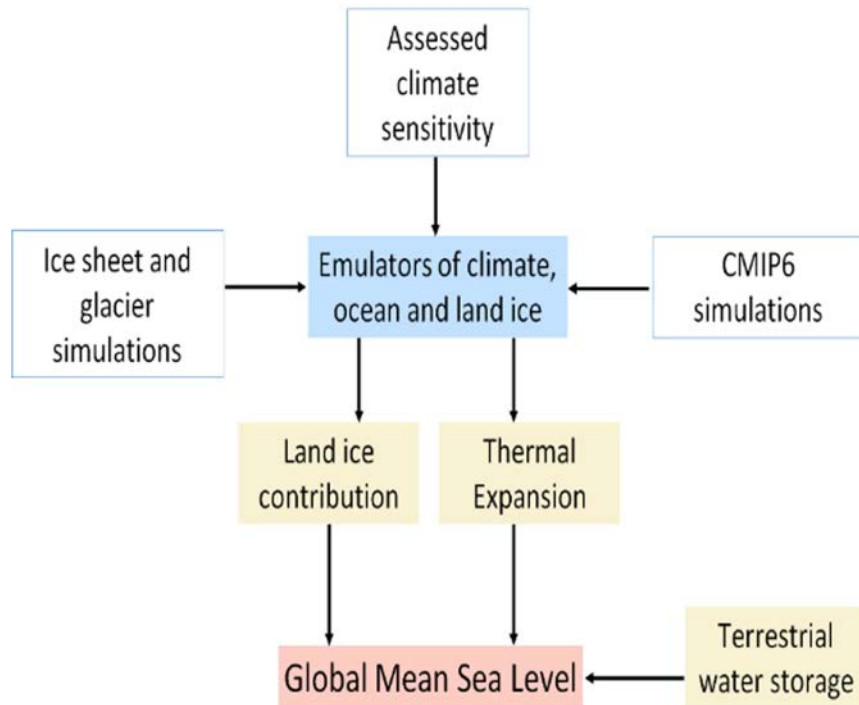 Assessed
climate
sensitivity
Ice sheet and
glacier
simulations
Emulators of climate,
ocean and land ice
CMIP6
simulations
Land ice
contribution
Thermal
Expansion
Global Mean Sea Level
Terrestrial
water storage